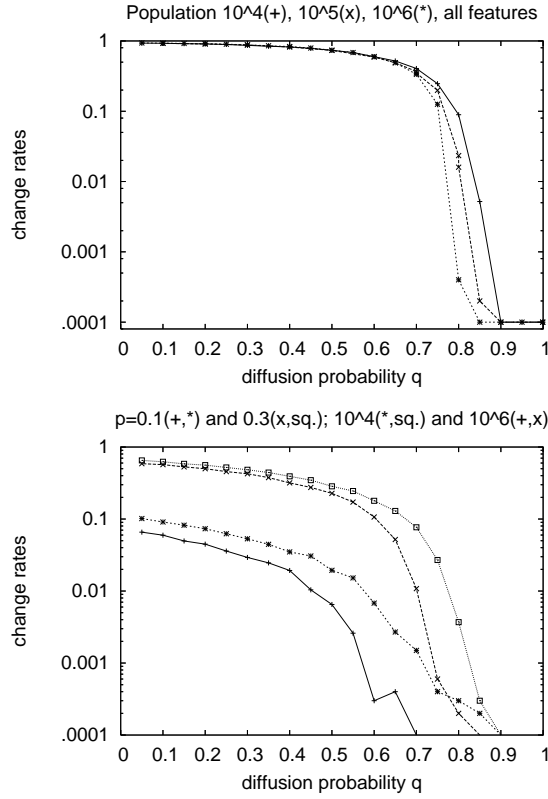 Population 10^4(+), 10^5(x), 10^6(*), all features
1
0.1
0.01
0.001
.0001
change rates
0 0.1 0.2 0.3 0.4 0.5 0.6 0.7 0.8 0.9 1
diffusion probability q
p=0.1(+,*) and 0.3(x,sq.); 10^4(*,sq.) and 10^6(+,x)
1
0.1
0.01
0.001
.0001
change rates
0 0.1 0.2 0.3 0.4 0.5 0.6 0.7 0.8 0.9 1
diffusion probability q